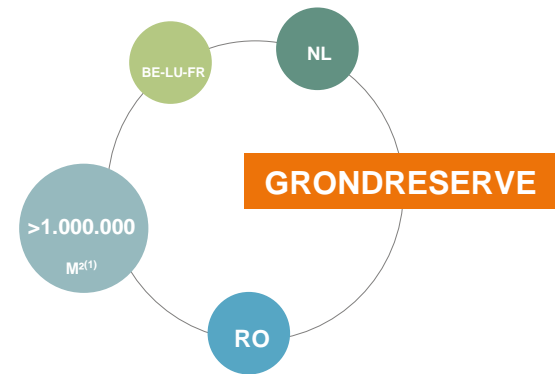 NL
BE-LU-FR
GRONDRESERVE
>1.000.000
M²⁽¹⁾
RO